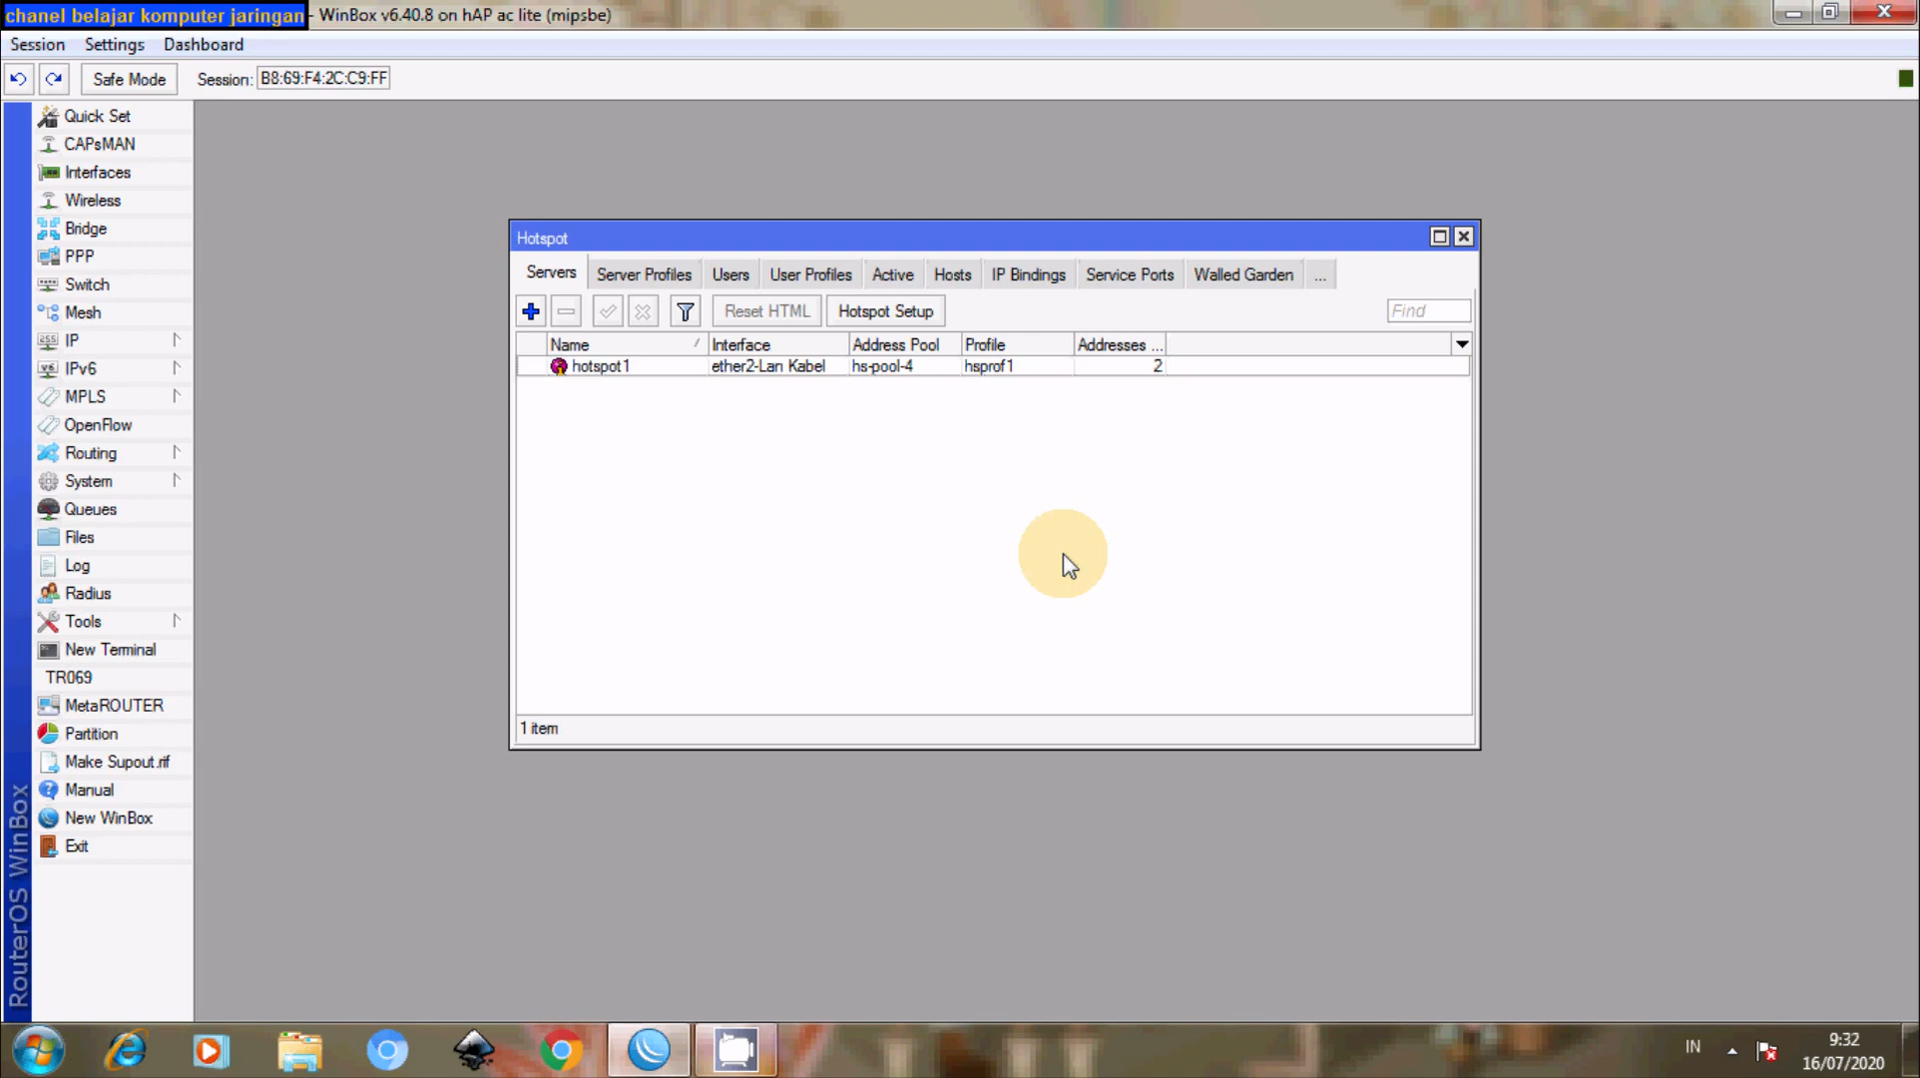 chanel belajar komputer jaringan - WinBox v6.40.8 on hAP ac lite (mipsbe)
Session Settings Dashboard
Safe Mode Session: B8:69:F4:2C:C9:FF
Quick Set
CAPsMAN
Interfaces
Wireless
Bridge
PPP
Switch
Mesh
IP
IPv6
MPLS
OpenFlow
Routing
System
Queues
Files
Log
Radius
Tools
New Terminal
TR069
MetaROUTER
Partition
Make Supout.rif
Manual
New WinBox
Exit
RouterOS WinBox
Hotspot
Servers Server Profiles Users User Profiles Active Hosts IP Bindings Service Ports Walled Garden ...
Reset HTML Hotspot Setup Find
Name Interface Address Pool Profile Addresses ...
hotspot1 ether2-Lan Kabel hs-pool-4 hsprof1 2
1 item
IN
9:32
16/07/2020